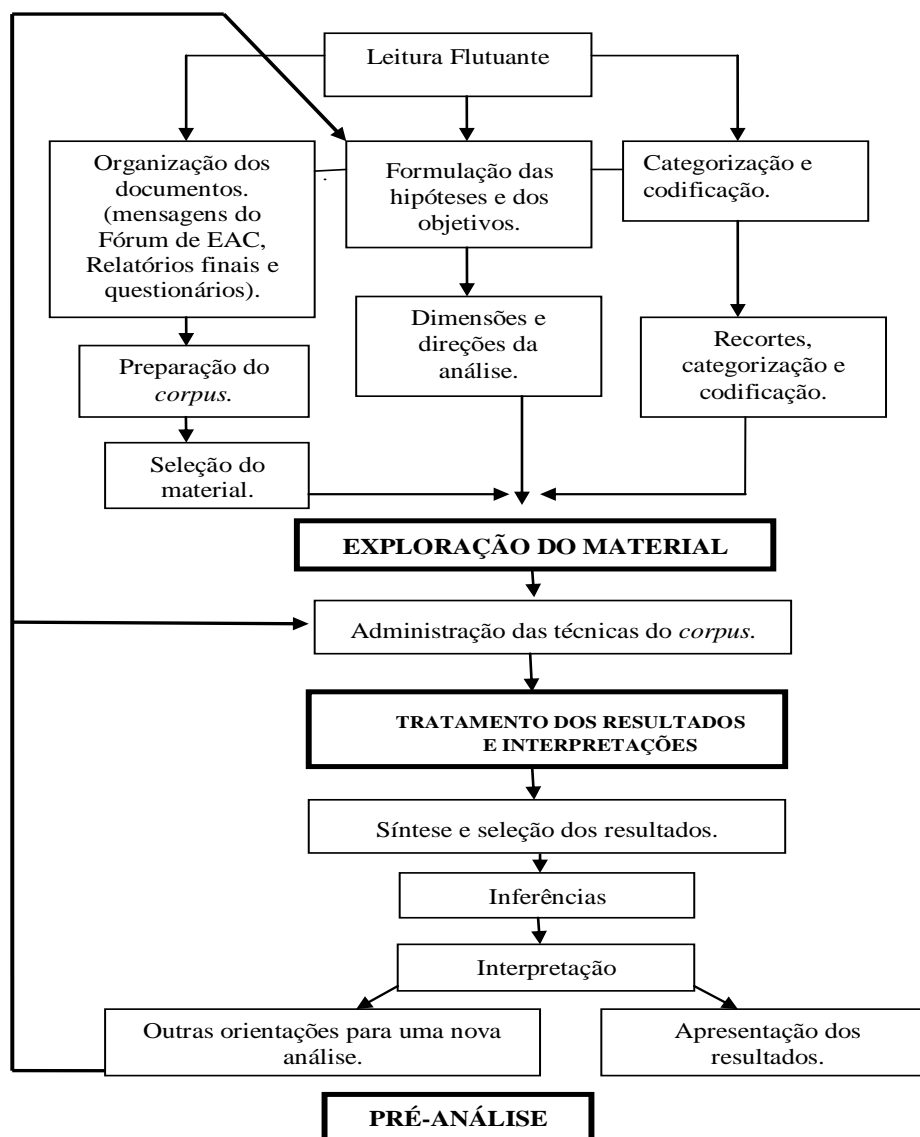 Leitura Flutuante
Organização dos
documentos.
(mensagens do
Fórum de EAC,
Relatórios finais e
questionários).
Formulação das
hipóteses e dos
objetivos.
Categorização e
codificação.
Dimensões e
direções da
análise.
Recortes,
categorização e
codificação.
Preparação do
corpus.
Seleção do
material.
EXPLORAÇÃO DO MATERIAL
Administração das técnicas do corpus.
TRATAMENTO DOS RESULTADOS
E INTERPRETAÇÕES
Síntese e seleção dos resultados.
Inferências
Interpretação
Outras orientações para uma nova
análise.
Apresentação dos
resultados.
PRÉ-ANÁLISE